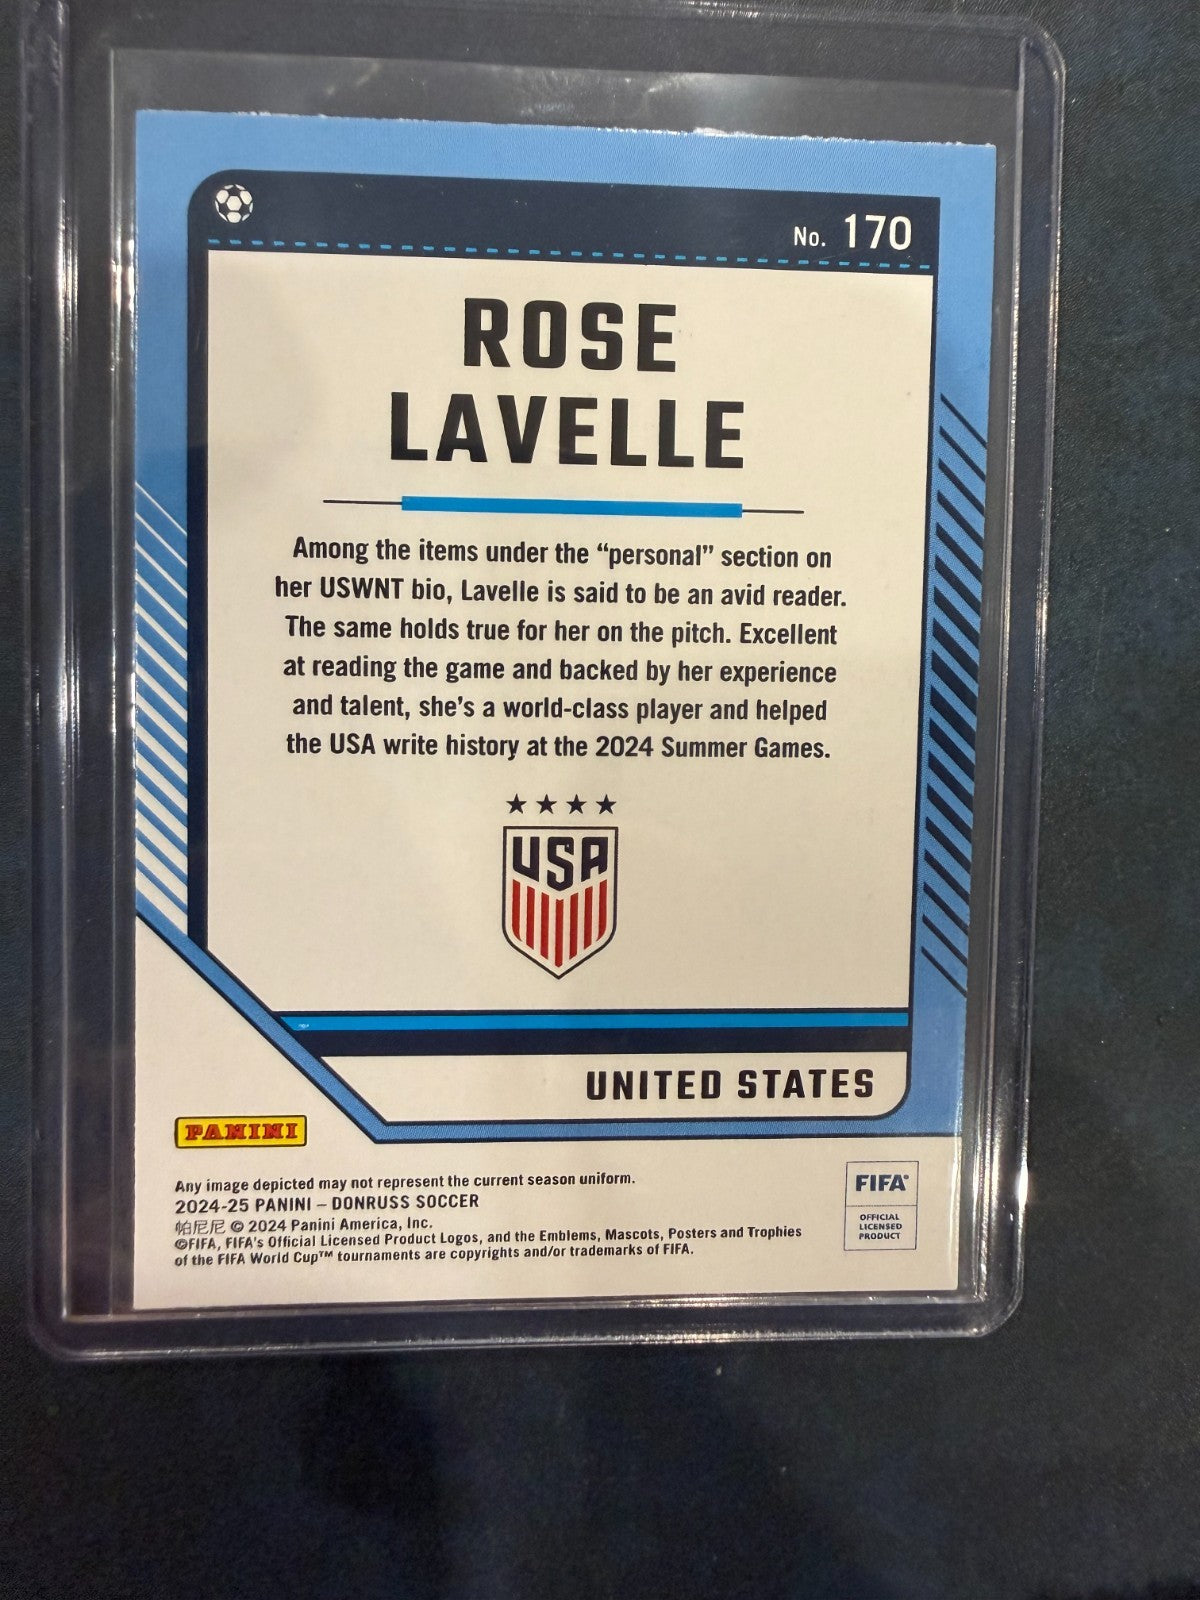 No. 170
ROSE
LAVELLE
Among the items under the “personal” section on
her USWNT bio, Lavelle is said to be an avid reader.
The same holds true for her on the pitch. Excellent
at reading the game and backed by her experience
and talent, she’s a world-class player and helped
the USA write history at the 2024 Summer Games.
USA
UNITED STATES
PANINI
Any image depicted may not represent the current season uniform.
2024-25 PANINI – DONRUSS SOCCER
帕尼尼 © 2024 Panini America, Inc.
©FIFA, FIFA's Official Licensed Product Logos, and the Emblems, Mascots, Posters and Trophies
of the FIFA World Cup™ tournaments are copyrights and/or trademarks of FIFA.
FIFA®
OFFICIAL
LICENSED
PRODUCT